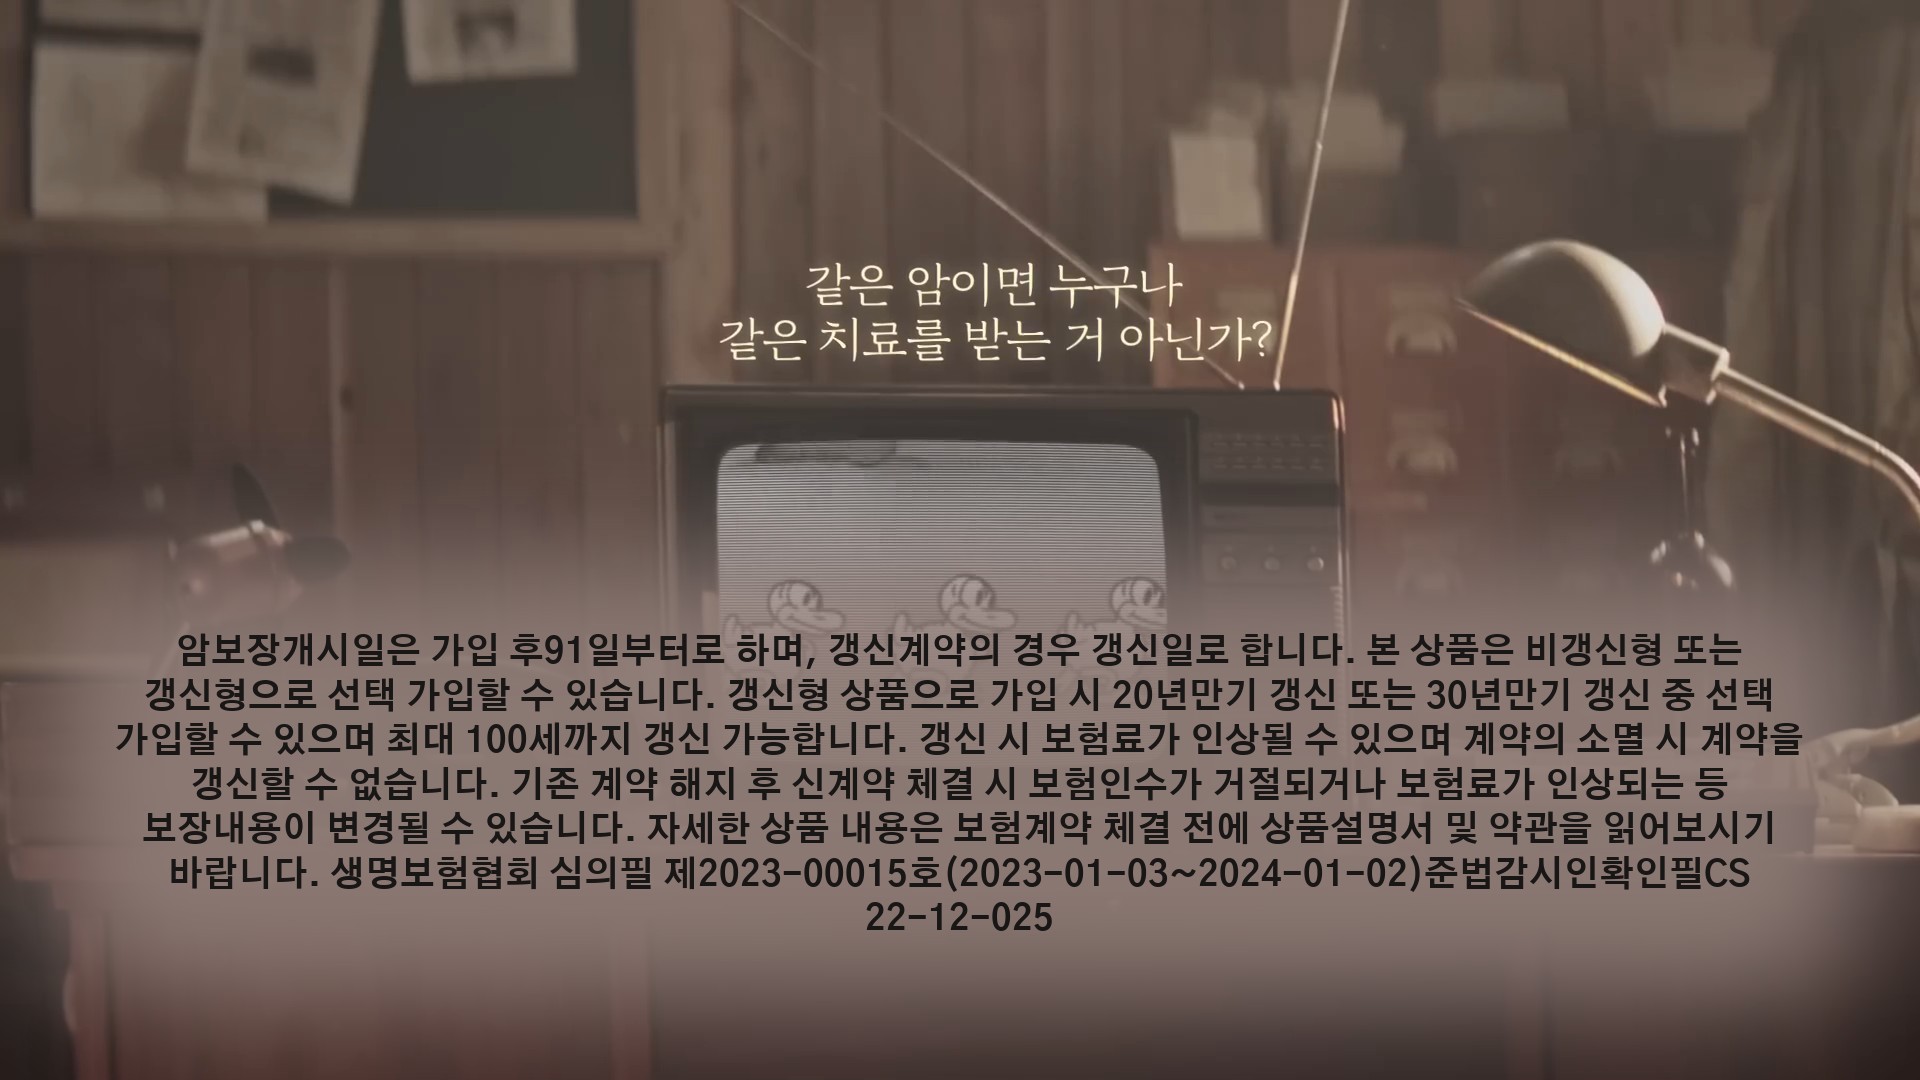 같은 암이면 누구나
같은 치료를 받는 거 아닌가?
암보장개시일은 가입 후91일부터로 하며, 갱신계약의 경우 갱신일로 합니다. 본 상품은 비갱신형 또는
갱신형으로 선택 가입할 수 있습니다. 갱신형 상품으로 가입 시 20년만기 갱신 또는 30년만기 갱신 중 선택
가입할 수 있으며 최대 100세까지 갱신 가능합니다. 갱신 시 보험료가 인상될 수 있으며 계약의 소멸 시 계약을
갱신할 수 없습니다. 기존 계약 해지 후 신계약 체결 시 보험인수가 거절되거나 보험료가 인상되는 등
보장내용이 변경될 수 있습니다. 자세한 상품 내용은 보험계약 체결 전에 상품설명서 및 약관을 읽어보시기
바랍니다. 생명보험협회 심의필 제2023-00015호(2023-01-03~2024-01-02)준법감시인확인필CS
22-12-025